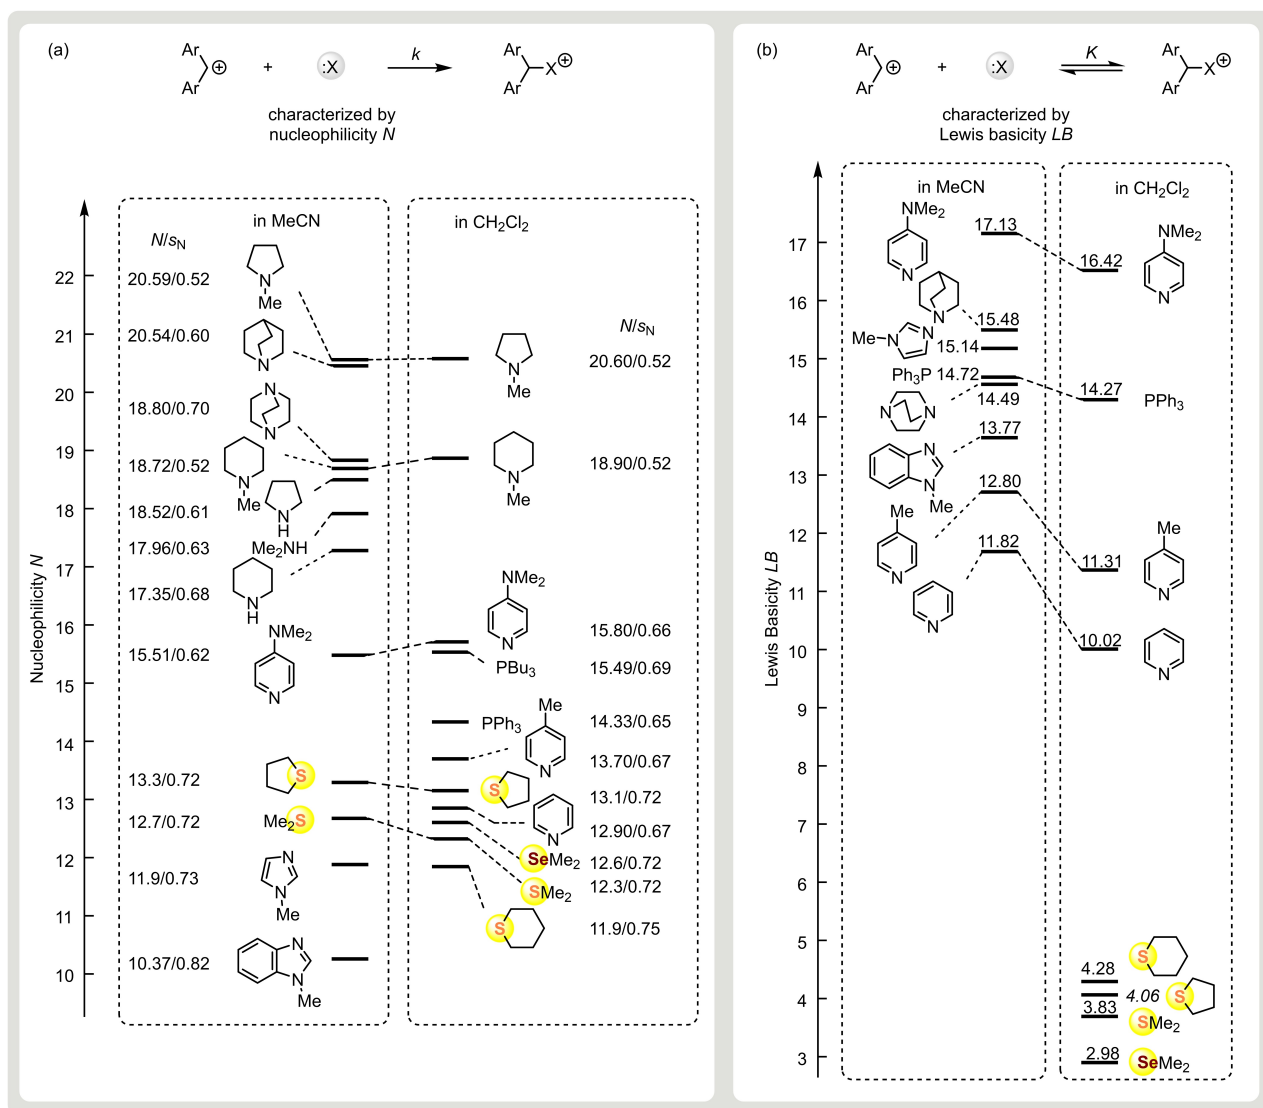 (a)
Ar
Ar
⊕
+
:X
k
Ar
Ar
X⊕
characterized by
nucleophilicity N
Nucleophilicity N
22
21
20
19
18
17
16
15
14
13
12
11
10
in MeCN
N/sN
20.59/0.52
N
Me
20.54/0.60
N
18.80/0.70
N
N
18.72/0.52
N
Me
18.52/0.61
N
H
17.96/0.63
Me2NH
17.35/0.68
N
H
15.51/0.62
NMe2
N
13.3/0.72
S
12.7/0.72
Me2S
11.9/0.73
N
N
Me
10.37/0.82
N
N
Me
in CH2Cl2
N/sN
N
Me
20.60/0.52
N
Me
18.90/0.52
NMe2
N
15.80/0.66
PBu3
15.49/0.69
PPh3
14.33/0.65
Me
N
13.70/0.67
S
13.1/0.72
N
12.90/0.67
SeMe2
12.6/0.72
SMe2
12.3/0.72
S
11.9/0.75
(b)
Ar
Ar
⊕
+
:X
K
Ar
Ar
X⊕
characterized by
Lewis basicity LB
Lewis Basicity LB
17
16
15
14
13
12
11
10
9
8
7
6
5
4
3
in MeCN
NMe2
N
17.13
N
15.48
Me
N
N
15.14
Ph3P 14.72
N
N
14.49
N
N
Me
13.77
Me
N
12.80
N
11.82
in CH2Cl2
16.42
NMe2
N
14.27
PPh3
11.31
Me
N
10.02
N
4.28
S
4.06
S
3.83
SMe2
2.98
SeMe2